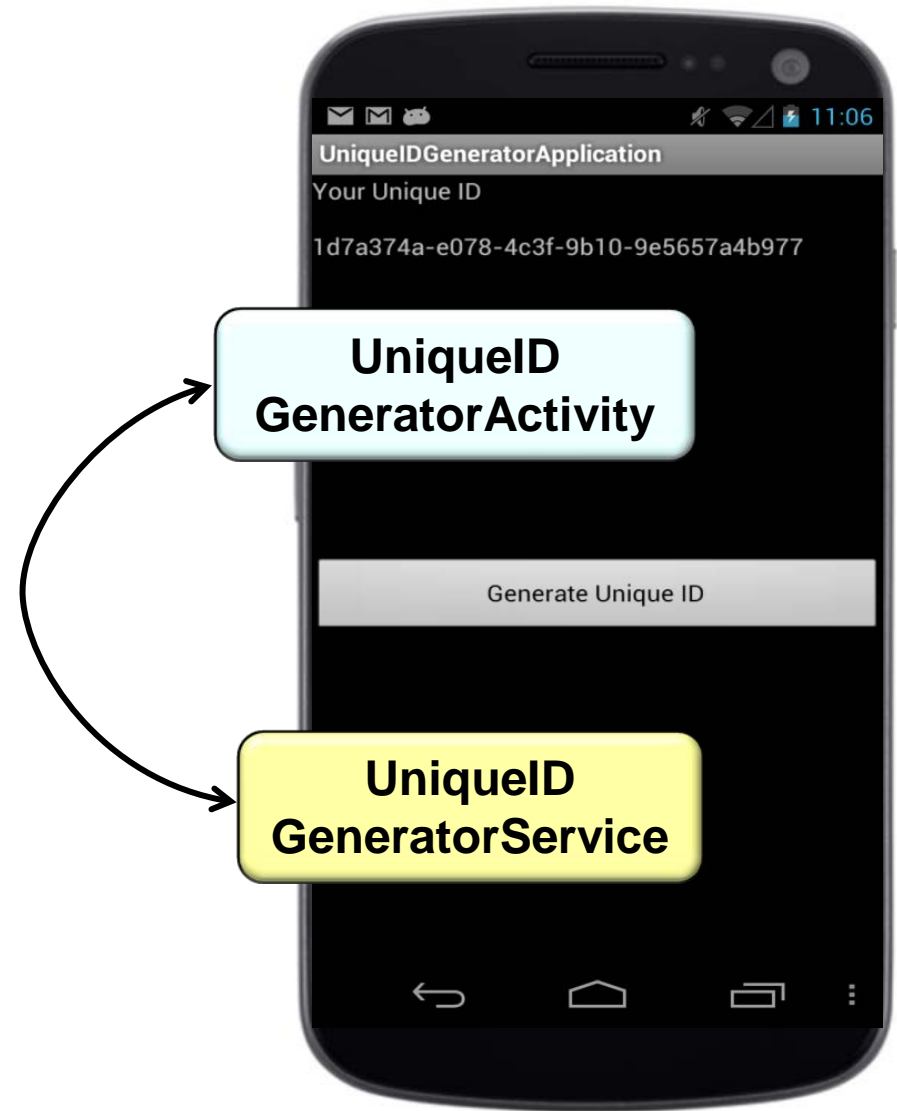 11:06
UniqueIDGeneratorApplication
Your Unique ID
1d7a374a-e078-4c3f-9b10-9e5657a4b977
UniqueID
GeneratorActivity
Generate Unique ID
UniqueID
GeneratorService